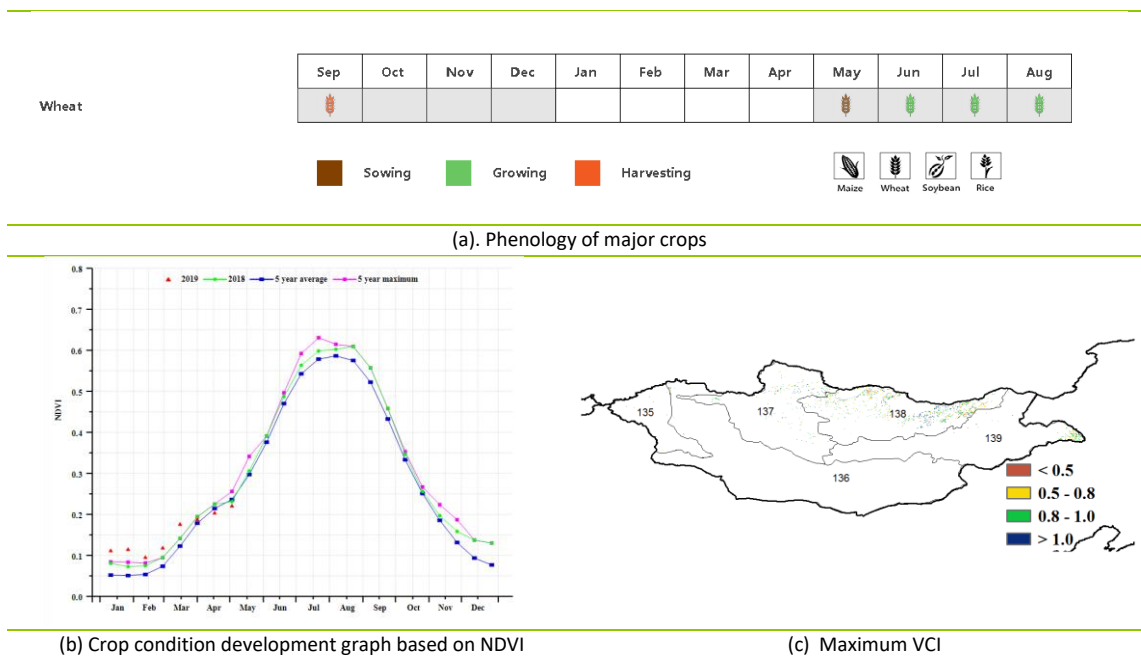 Sep Oct Nov Dec Jan Feb Mar Apr May Jun Jul Aug
Wheat
Sowing Growing Harvesting
Maize Wheat Soybean Rice
(a). Phenology of major crops
0.8
2019 2018 5 year average 5 year maximum
0.7
0.6
0.5
NDVI
0.4
0.3
0.2
0.1
0.0
Jan Feb Mar Apr May Jun Jul Aug Sep Oct Nov Dec
135
137
138
139
136
< 0.5
0.5 - 0.8
0.8 - 1.0
> 1.0
(b) Crop condition development graph based on NDVI
(c) Maximum VCI